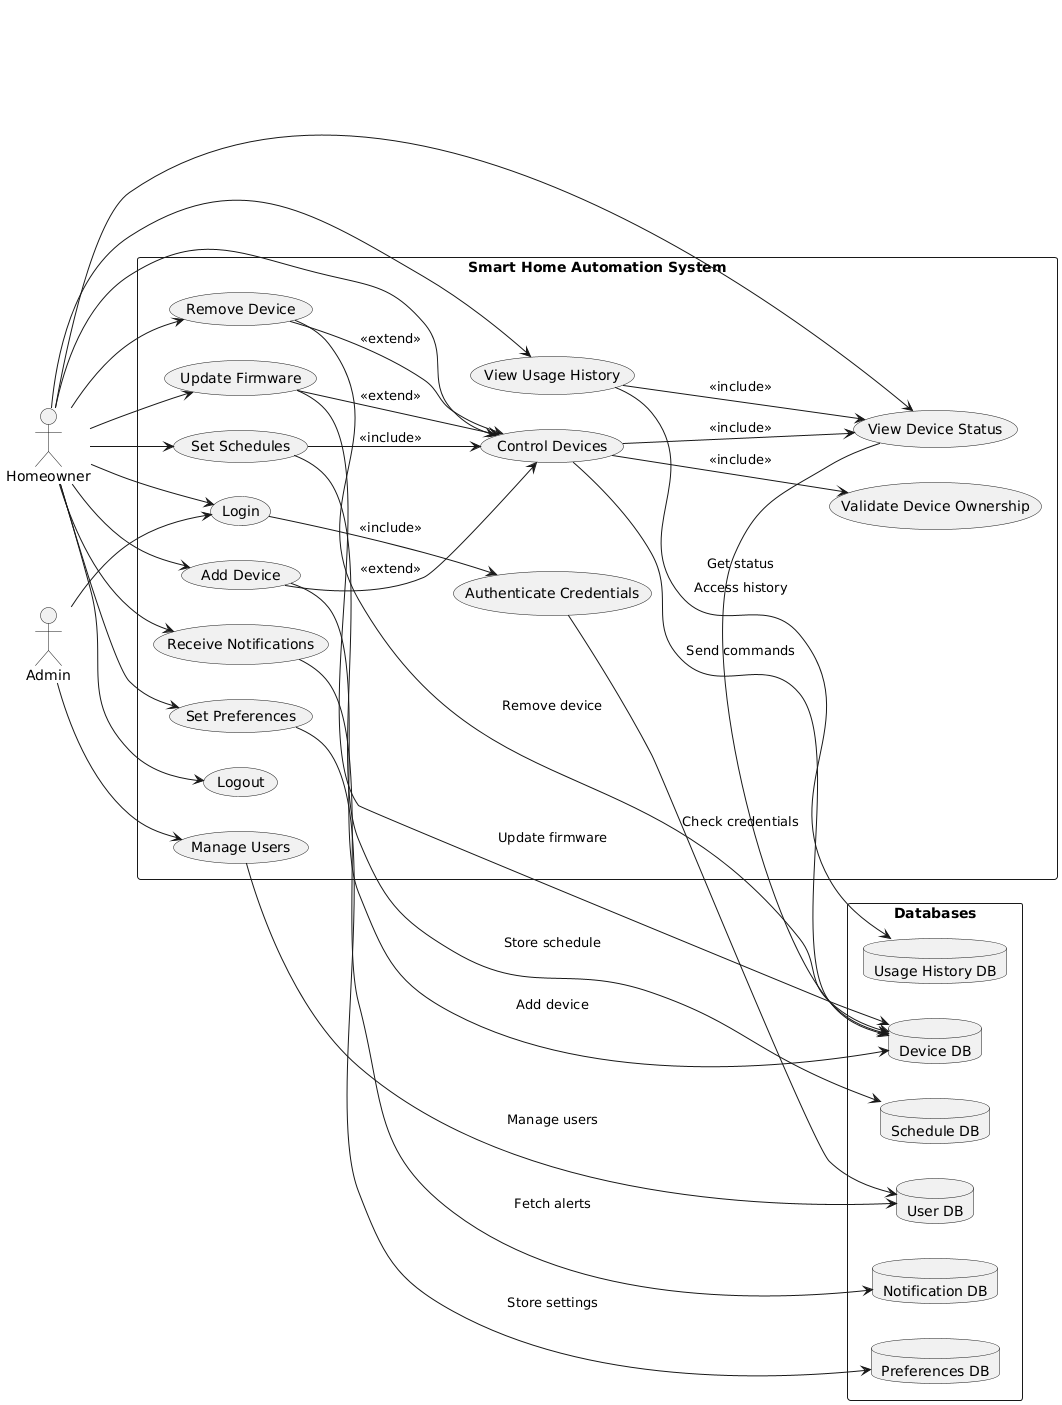 Smart Home Automation System
Remove Device
«extend»
View Usage History
Update Firmware
«extend»
«include»
Set Schedules
«include»
Control Devices
«include»
View Device Status
Homeowner
«include»
Login
Validate Device Ownership
«include»
Add Device
«extend»
Get status
Authenticate Credentials
Access history
Receive Notifications
Send commands
Admin
Set Preferences
Remove device
Logout
Manage Users
Update firmware
Check credentials
Databases
Store schedule
Usage History DB
Add device
Device DB
Manage users
Schedule DB
Fetch alerts
User DB
Store settings
Notification DB
Preferences DB